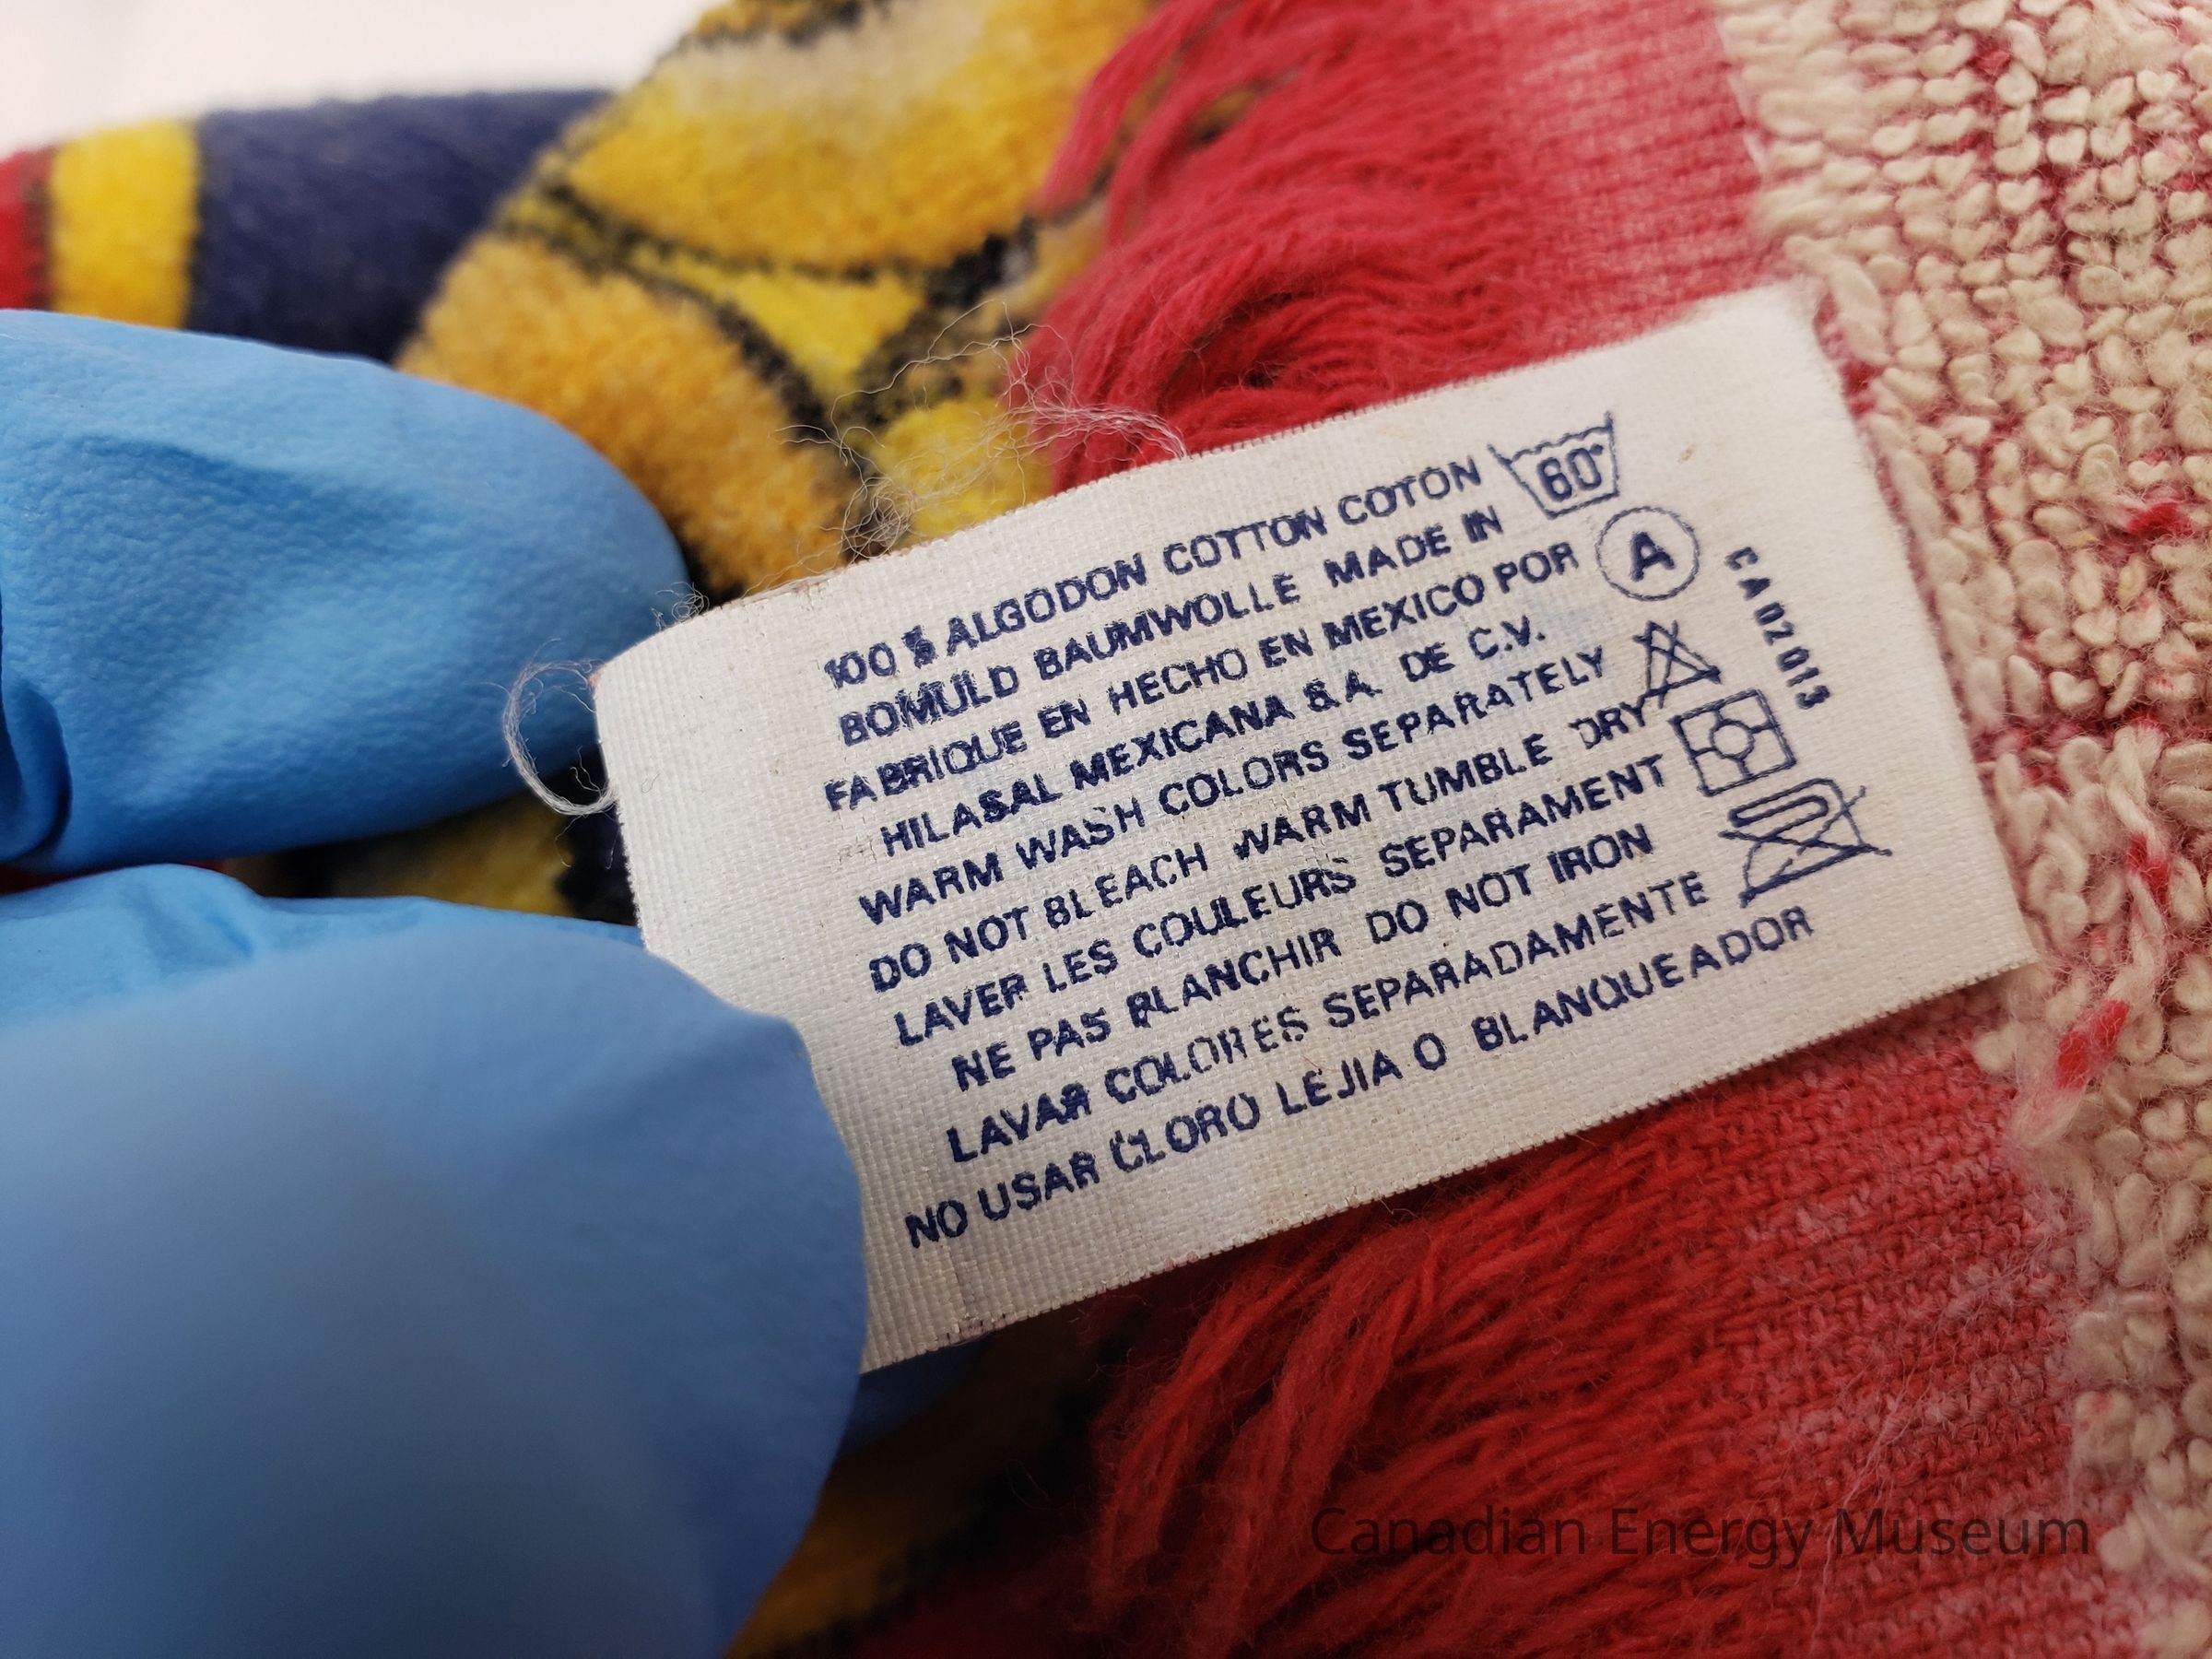 100 % ALGODON COTTON COTON
BOMULD BAUMWOLLE MADE IN
FABRIQUE EN HECHO EN MEXICO POR
HILASAL MEXICANA S.A. DE C.V.
WARM WASH COLORS SEPARATELY
DO NOT BLEACH WARM TUMBLE DRY
LAVER LES COULEURS SEPARAMENT
NE PAS BLANCHIR DO NOT IRON
LAVAR COLORES SEPARADAMENTE
NO USAR CLORO LEJIA O BLANQUEADOR
60°
A
CA02013
Canadian Energy Museum